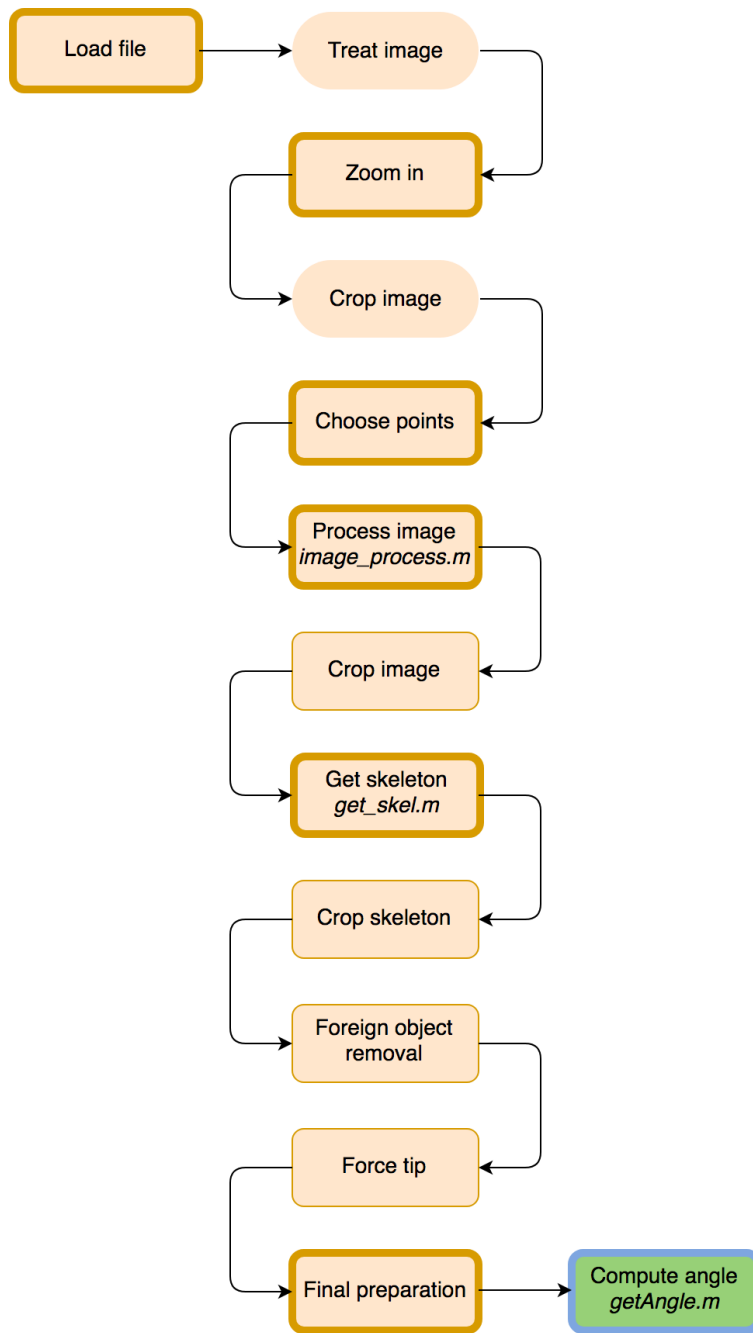 Load file
Treat image
Zoom in
Crop image
Choose points
Process image
image_process.m
Crop image
Get skeleton
get_skel.m
Crop skeleton
Foreign object
removal
Force tip
Final preparation
Compute angle
getAngle.m